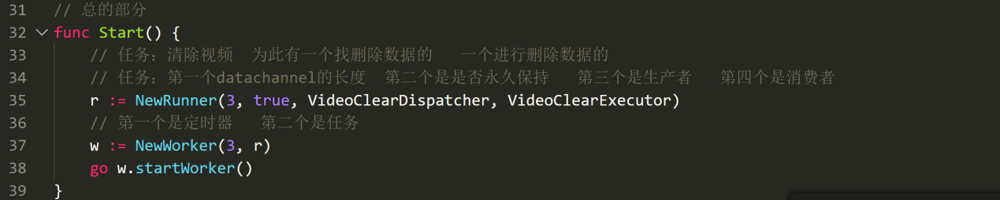 31 // 总的部分
32 func Start() {
33 // 任务：清除视频 为此有一个找删除数据的 一个进行删除数据的
34 // 任务：第一个datachannel的长度 第二个是是否永久保持 第三个是生产者 第四个是消费者
35 r := NewRunner(3, true, VideoClearDispatcher, VideoClearExecutor)
36 // 第一个是定时器 第二个是任务
37 w := NewWorker(3, r)
38 go w.startWorker()
39 }